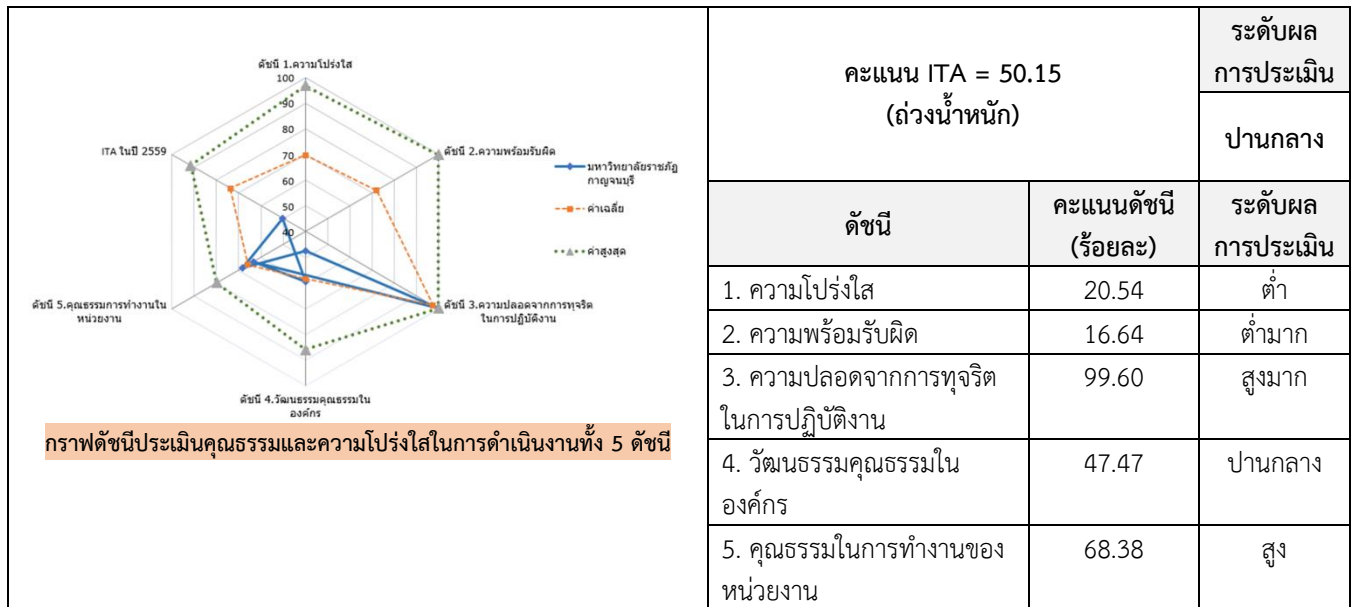 ดัชนี 1.ความโปร่งใส
100
90
80
70
60
50
40
ITA ในปี 2559
ดัชนี 2.ความพร้อมรับผิด
มหาวิทยาลัยราชภัฏ
กาญจนบุรี
ค่าเฉลี่ย
ค่าสูงสุด
ดัชนี 5.คุณธรรมการทำงานใน
หน่วยงาน
ดัชนี 3.ความปลอดจากการทุจริต
ในการปฏิบัติงาน
ดัชนี 4.วัฒนธรรมคุณธรรมใน
องค์กร
กราฟดัชนีประเมินคุณธรรมและความโปร่งใสในการดำเนินงานทั้ง 5 ดัชนี
คะแนน ITA = 50.15
(ถ่วงน้ำหนัก)
ระดับผล
การประเมิน
ปานกลาง
ดัชนี
คะแนนดัชนี
(ร้อยละ)
ระดับผล
การประเมิน
1. ความโปร่งใส 20.54 ต่ำ
2. ความพร้อมรับผิด 16.64 ต่ำมาก
3. ความปลอดจากการทุจริต 99.60 สูงมาก
ในการปฏิบัติงาน
4. วัฒนธรรมคุณธรรมใน 47.47 ปานกลาง
องค์กร
5. คุณธรรมในการทำงานของ 68.38 สูง
หน่วยงาน